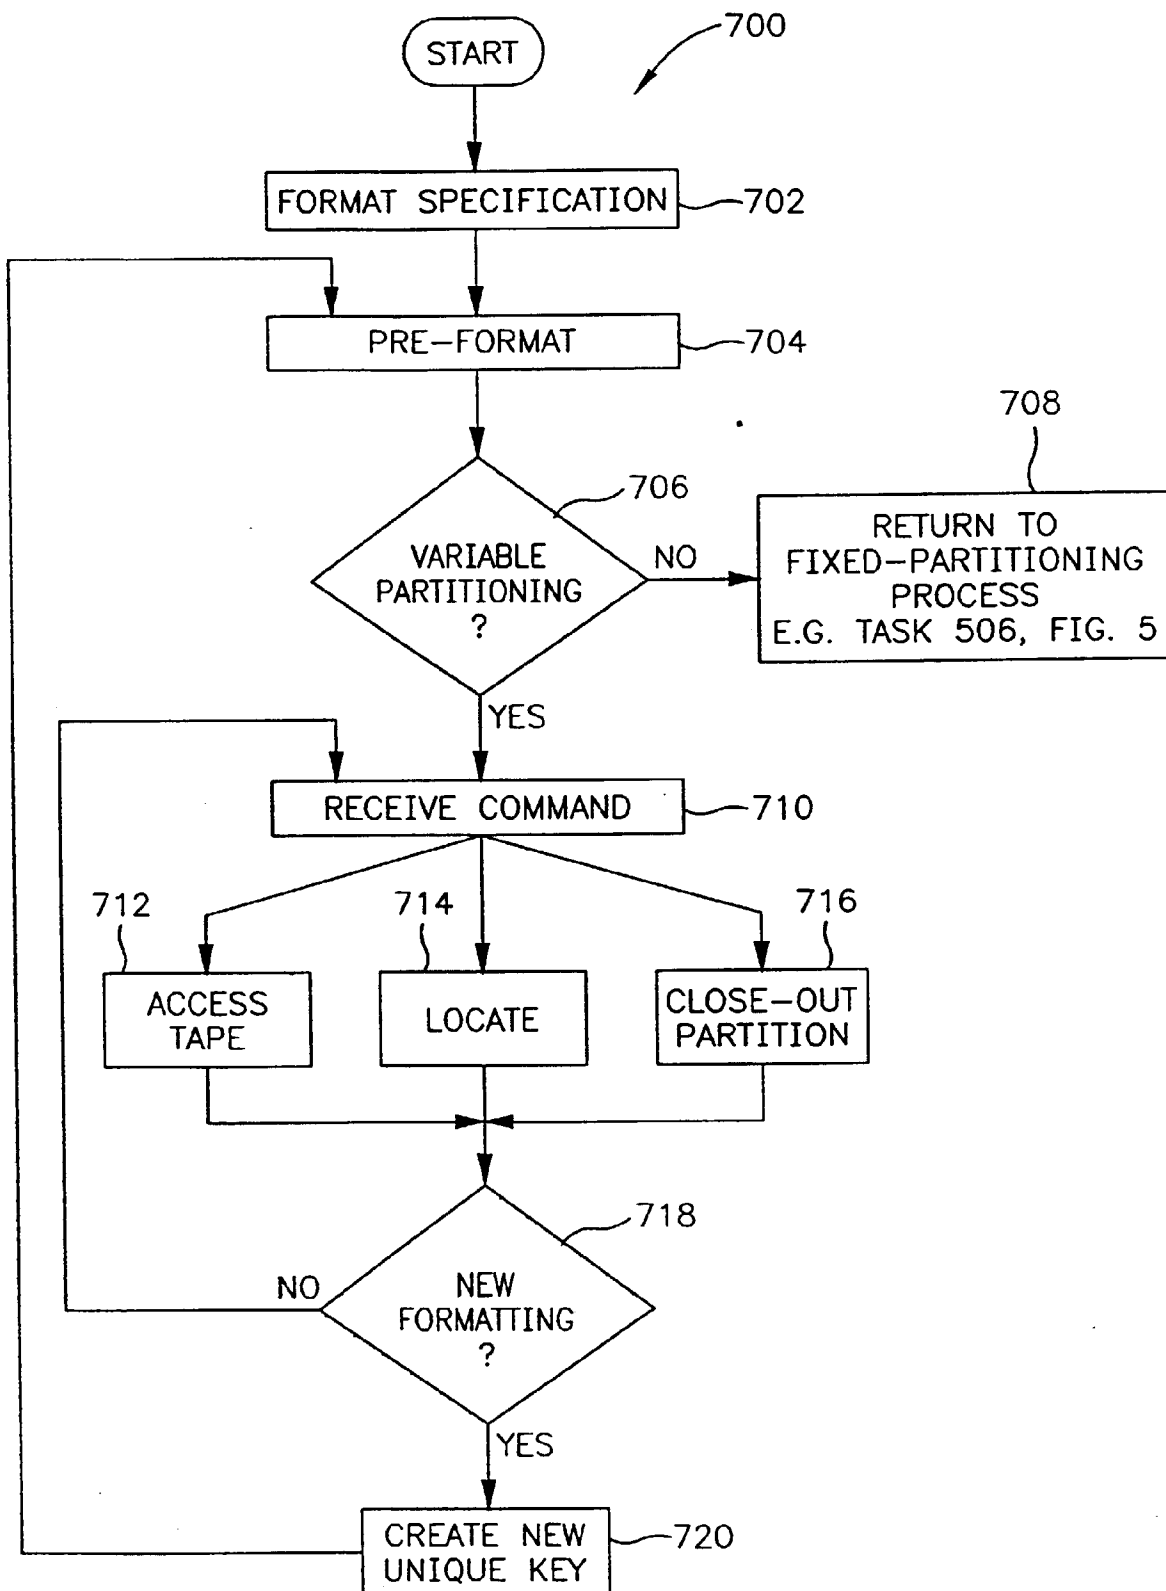 START
700
FORMAT SPECIFICATION
702
PRE-FORMAT
704
708
706
VARIABLE
PARTITIONING
?
NO
RETURN TO
FIXED-PARTITIONING
PROCESS
E.G. TASK 506, FIG. 5
YES
RECEIVE COMMAND
710
712
714
716
ACCESS
TAPE
LOCATE
CLOSE-OUT
PARTITION
718
NO
NEW
FORMATTING
?
YES
CREATE NEW
UNIQUE KEY
720